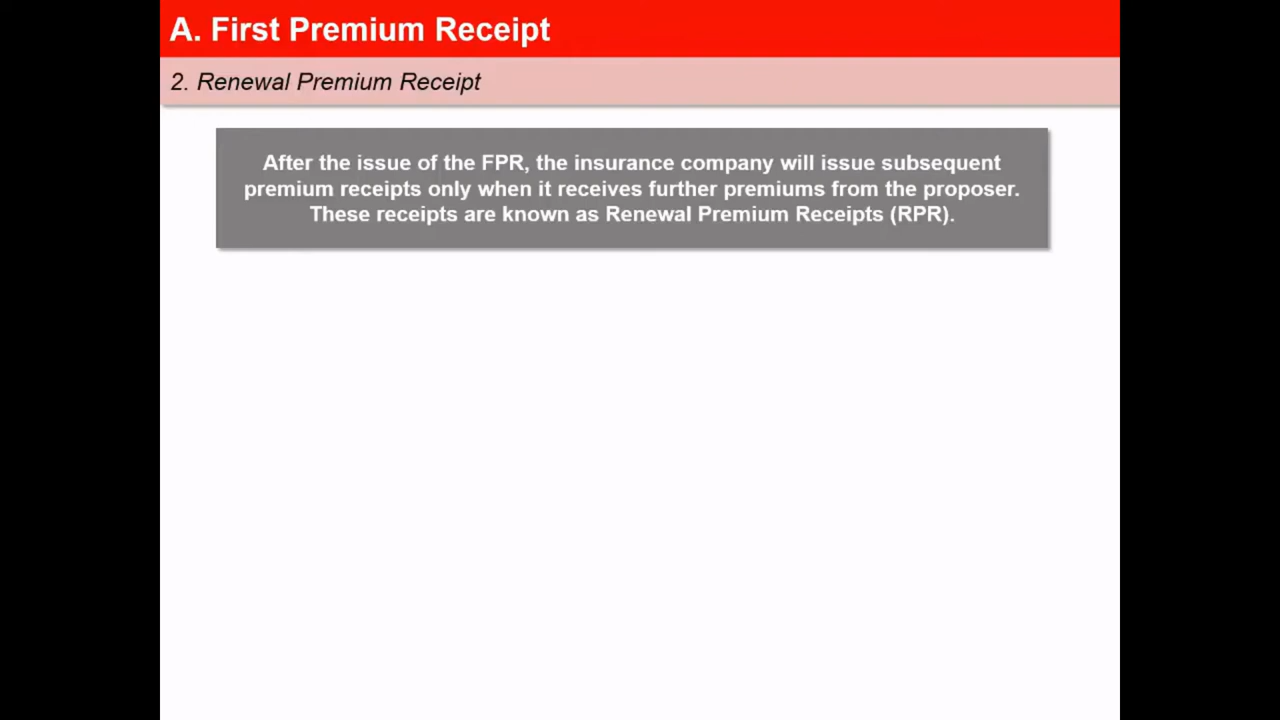 A. First Premium Receipt
2. Renewal Premium Receipt
After the issue of the FPR, the insurance company will issue subsequent
premium receipts only when it receives further premiums from the proposer.
These receipts are known as Renewal Premium Receipts (RPR).